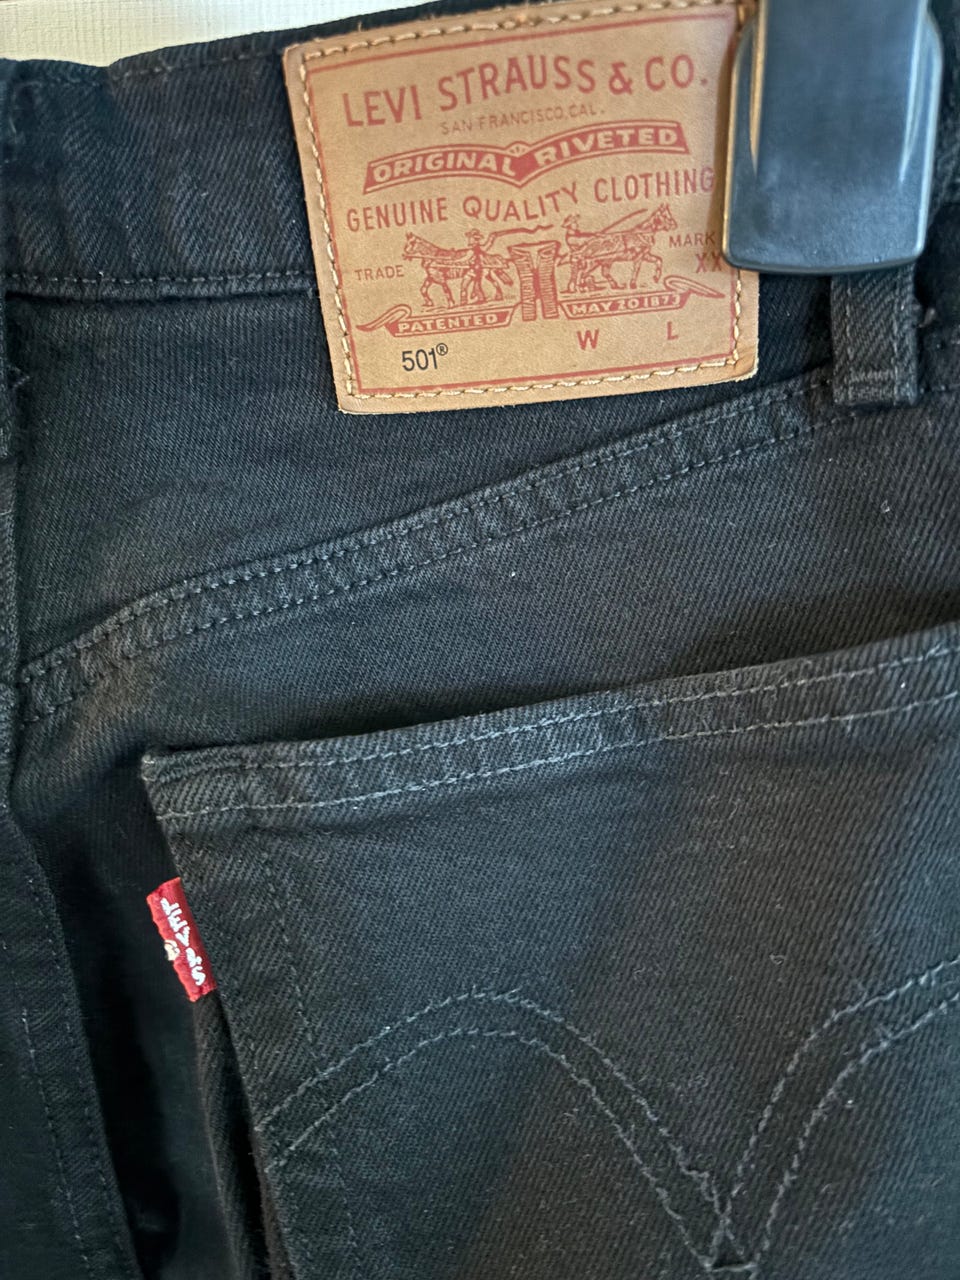 LEVI STRAUSS & CO.
SAN FRANCISCO, CAL.
ORIGINAL RIVETED
GENUINE QUALITY CLOTHING
TRADE MARK
XX
PATENTED MAY 20 1873
501® W L
LEVI'S
®